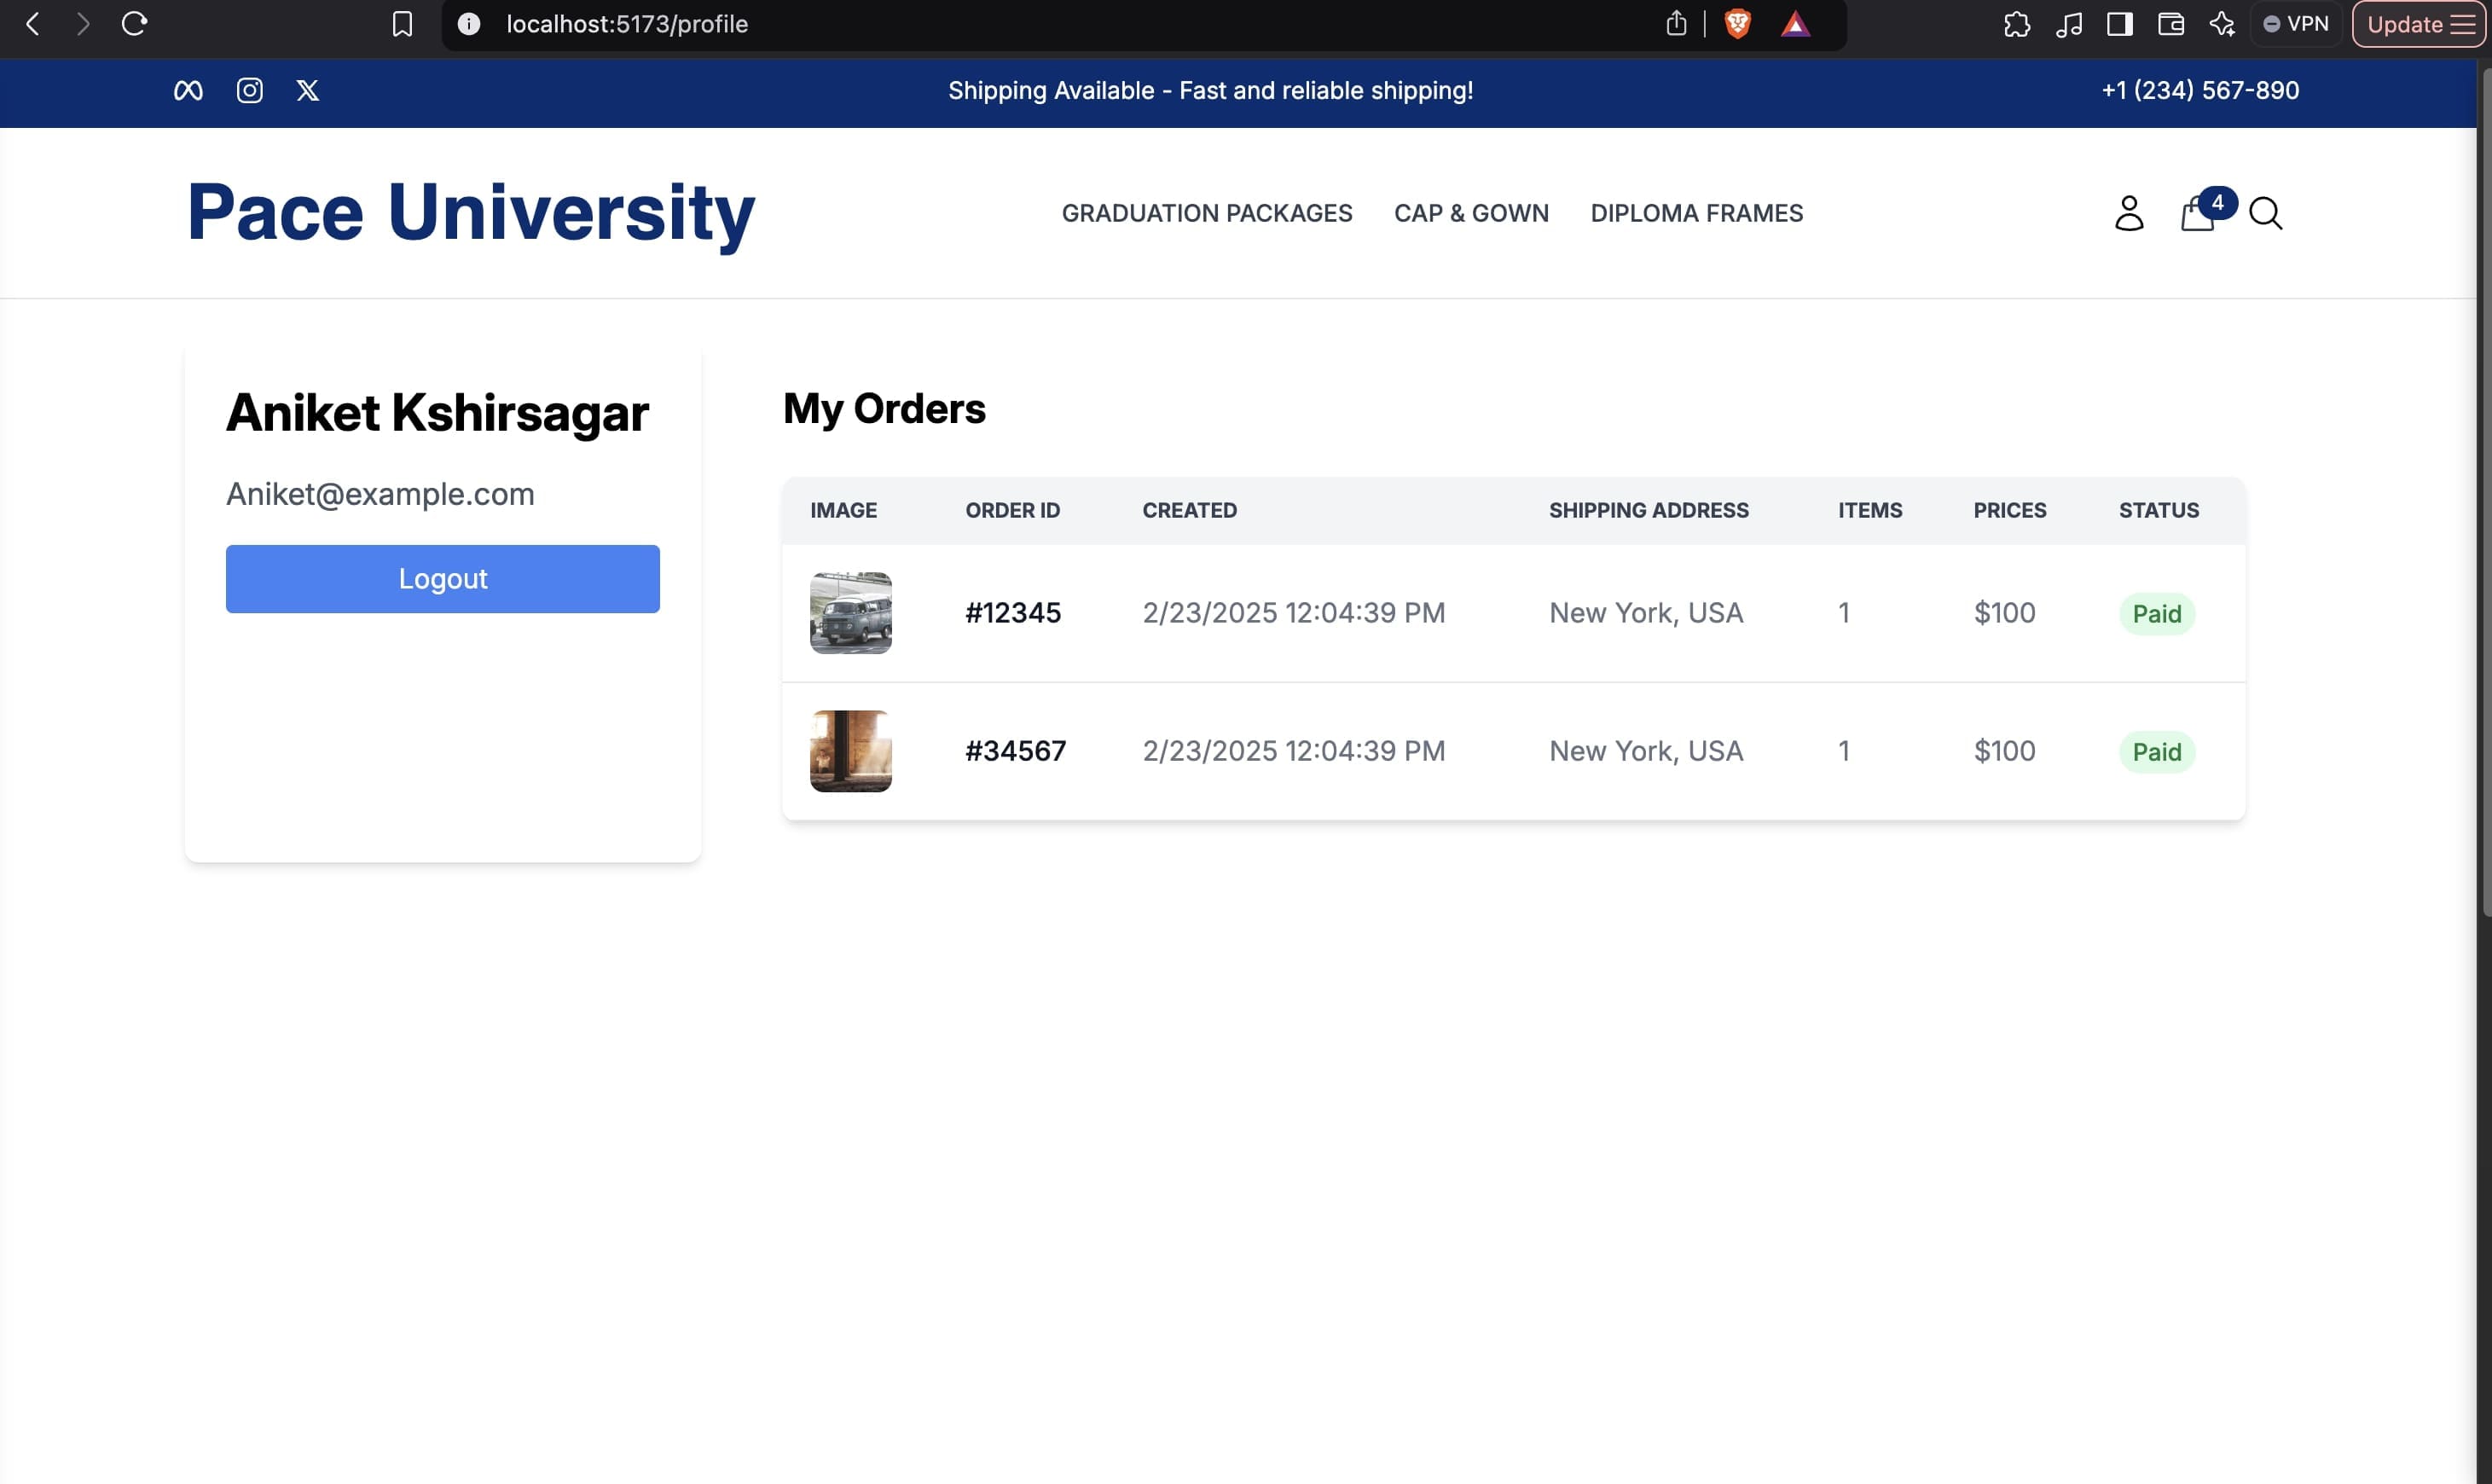 localhost:5173/profile
VPN
Update
Shipping Available - Fast and reliable shipping!
+1 (234) 567-890
Pace University
GRADUATION PACKAGES CAP & GOWN DIPLOMA FRAMES
4
Aniket Kshirsagar
Aniket@example.com
Logout
My Orders
IMAGE ORDER ID CREATED SHIPPING ADDRESS ITEMS PRICES STATUS
#12345 2/23/2025 12:04:39 PM New York, USA 1 $100 Paid
#34567 2/23/2025 12:04:39 PM New York, USA 1 $100 Paid